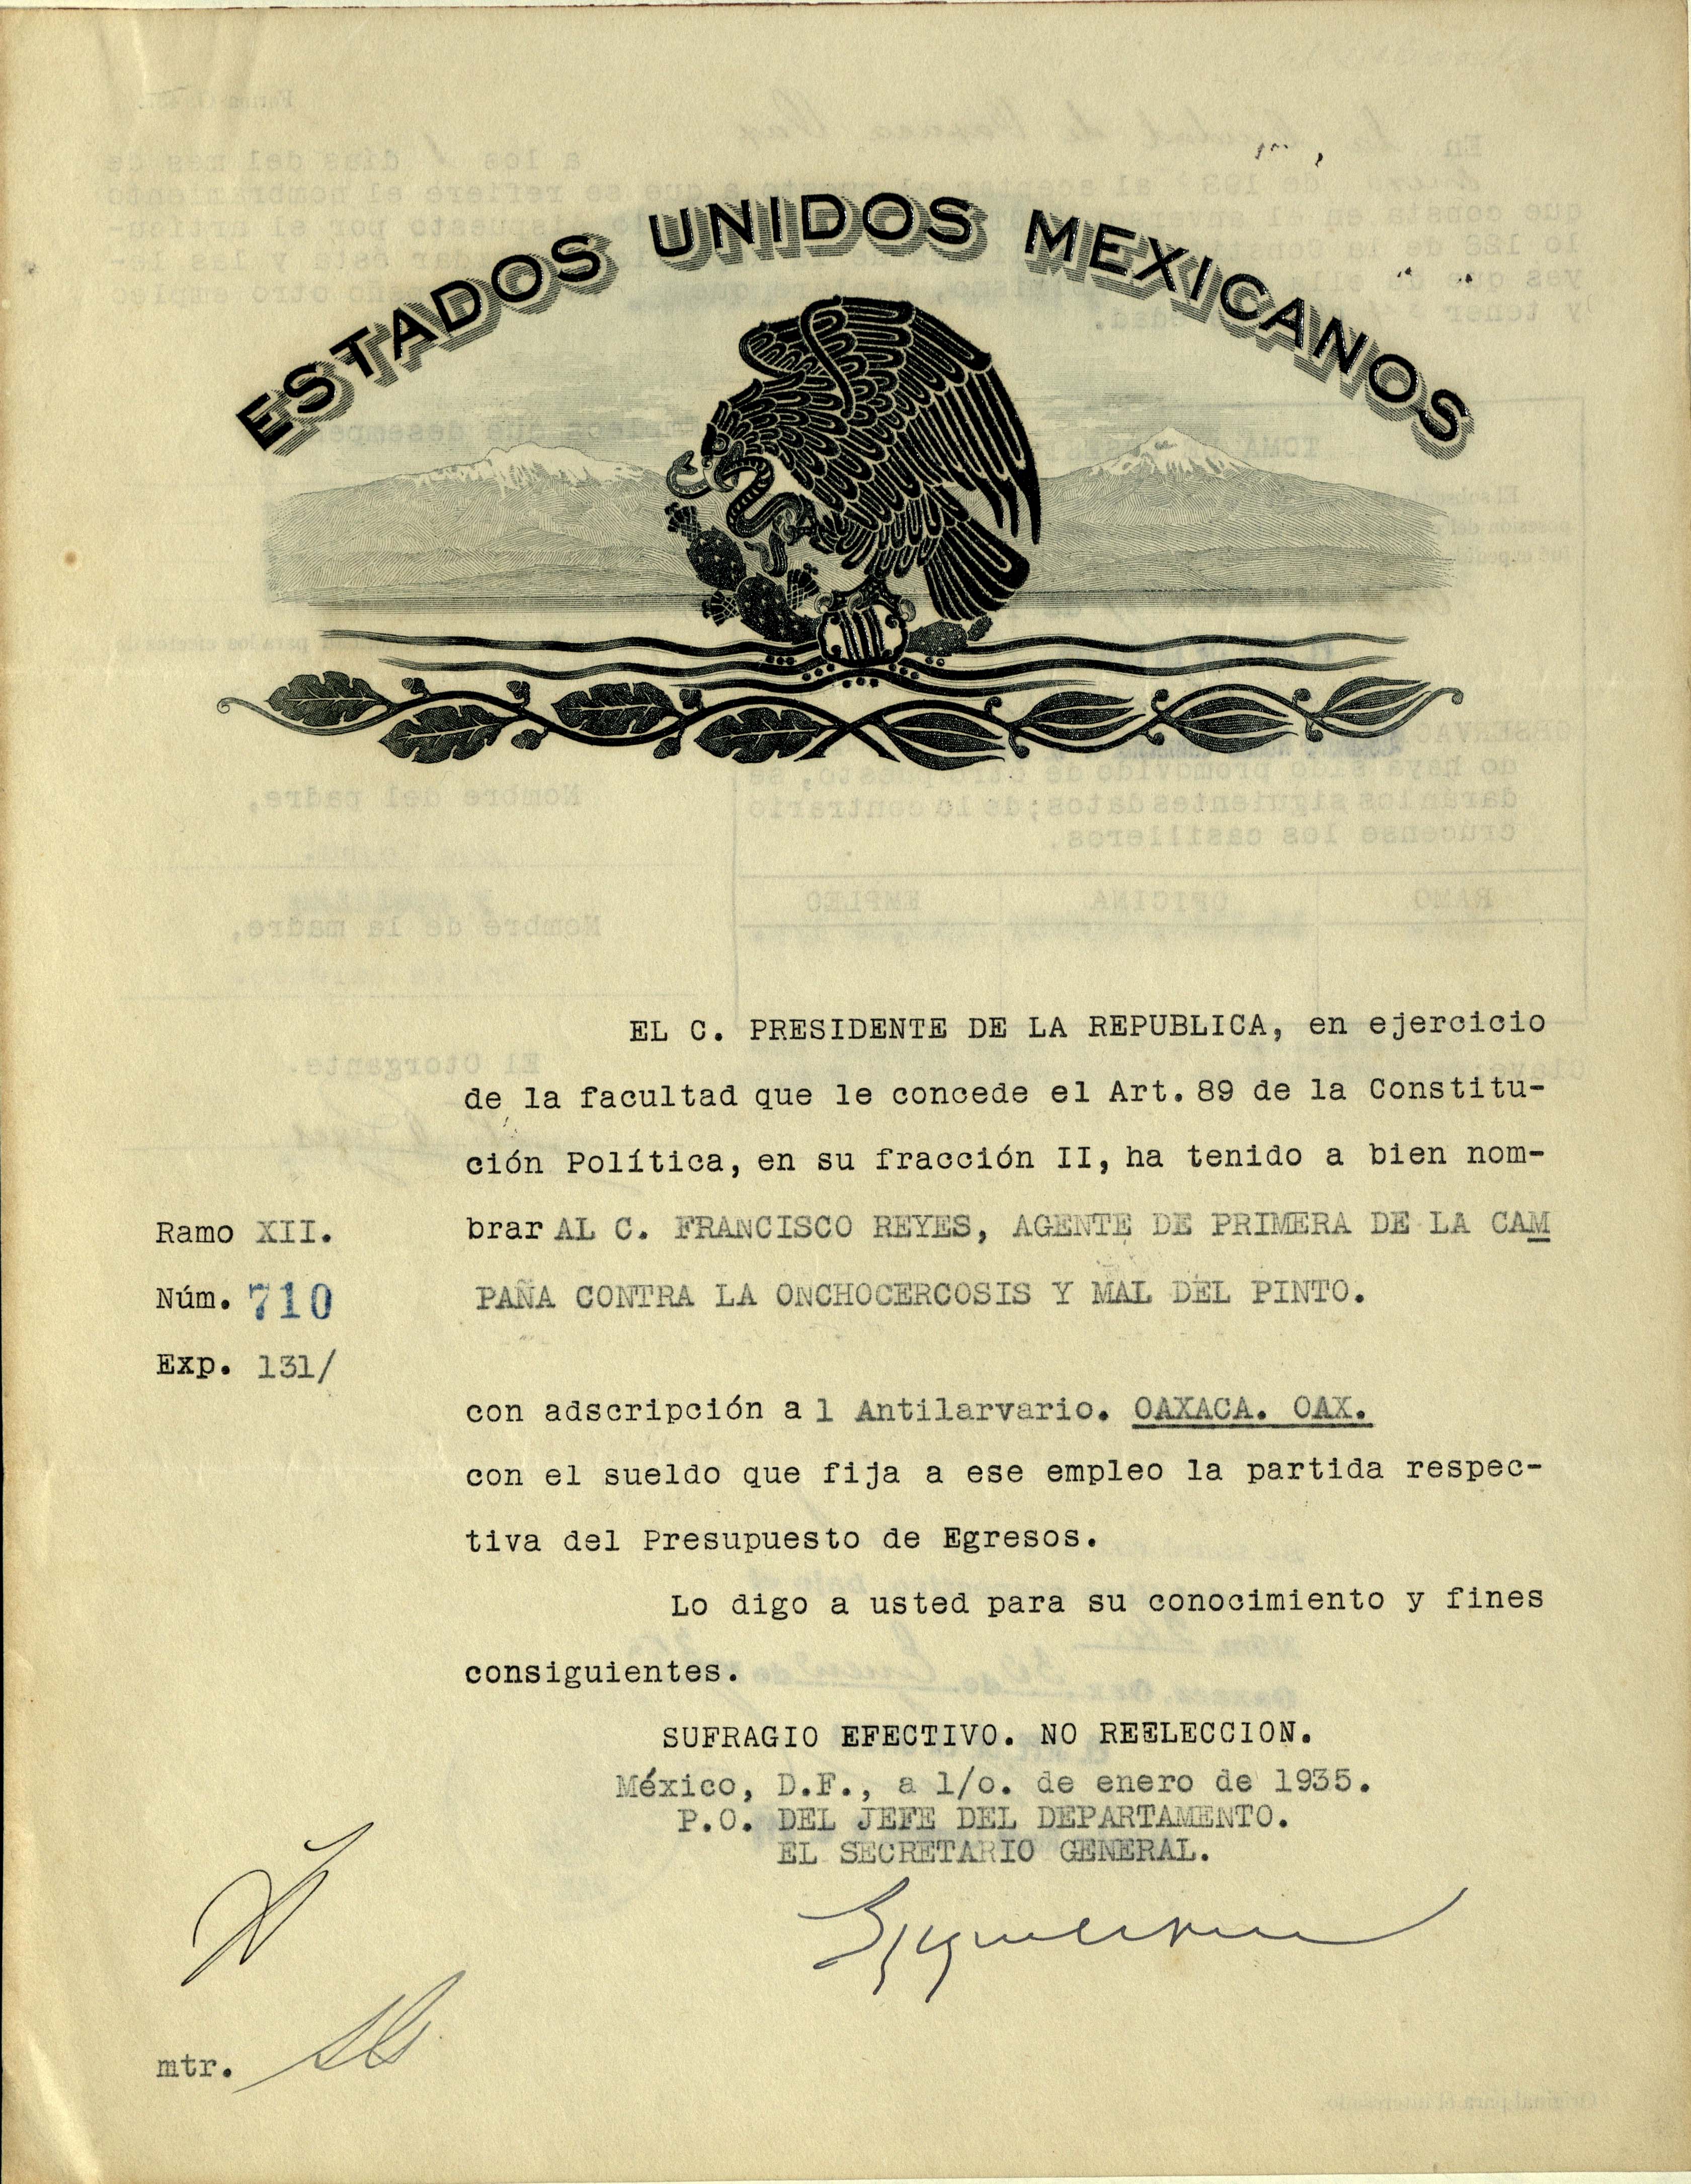 ESTADOS UNIDOS MEXICANOS
EL C. PRESIDENTE DE LA REPUBLICA, en ejercicio
de la facultad que le concede el Art. 89 de la Constitu-
ción Política, en su fracción II, ha tenido a bien nom-
Ramo XII.
brar AL C. FRANCISCO REYES, AGENTE DE PRIMERA DE LA CAM
Núm. 710
PAÑA CONTRA LA ONCHOCERCOSIS Y MAL DEL PINTO.
Exp. 131/
con adscripción a l Antilarvario. OAXACA. OAX.
con el sueldo que fija a ese empleo la partida respec-
tiva del Presupuesto de Egresos.
Lo digo a usted para su conocimiento y fines
consiguientes.
SUFRAGIO EFECTIVO. NO REELECCION.
México, D.F., a 1/o. de enero de 1935.
P.O. DEL JEFE DEL DEPARTAMENTO.
EL SECRETARIO GENERAL.
mtr.